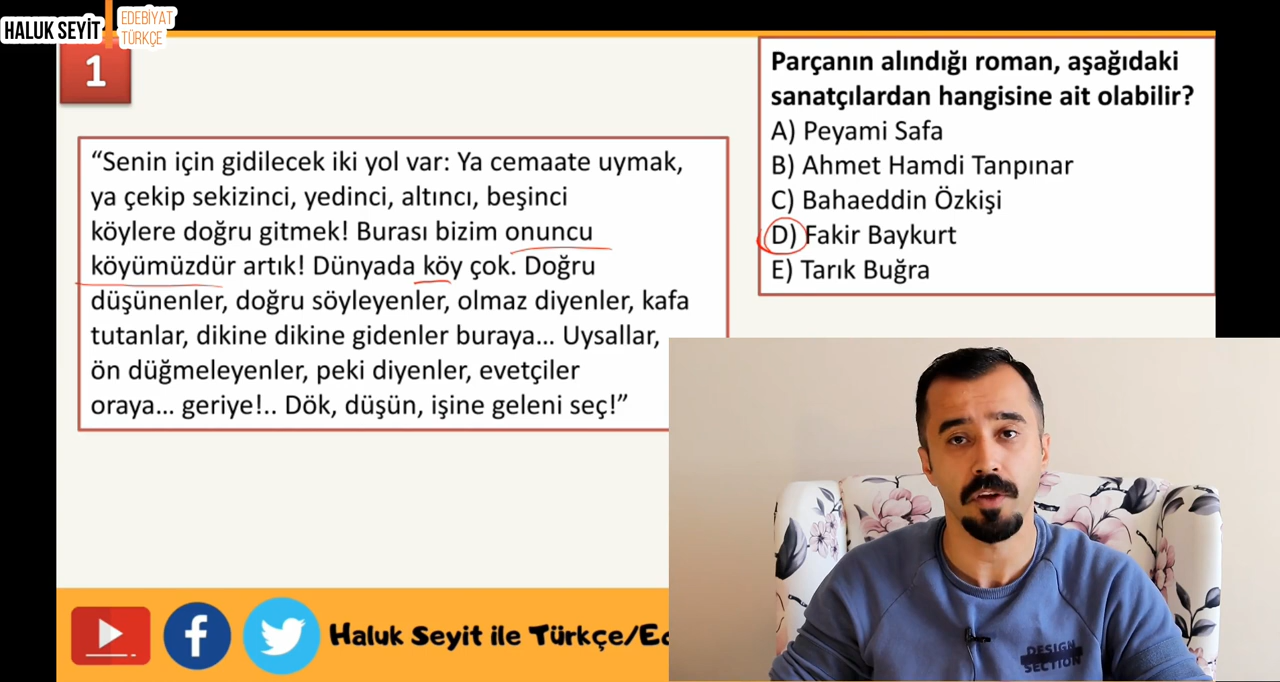 HALUK SEYİT
EDEBİYAT
TÜRKÇE
1
Parçanın alındığı roman, aşağıdaki
sanatçılardan hangisine ait olabilir?
A) Peyami Safa
B) Ahmet Hamdi Tanpınar
C) Bahaeddin Özkişi
D) Fakir Baykurt
E) Tarık Buğra
“Senin için gidilecek iki yol var: Ya cemaate uymak,
ya çekip sekizinci, yedinci, altıncı, beşinci
köylere doğru gitmek! Burası bizim onuncu
köyümüzdür artık! Dünyada köy çok. Doğru
düşünenler, doğru söyleyenler, olmaz diyenler, kafa
tutanlar, dikine dikine gidenler buraya... Uysallar,
ön düğmeleyenler, peki diyenler, evetçiler
oraya... geriye!.. Dök, düşün, işine geleni seç!”
Haluk Seyit ile Türkçe/Ed
DESIGN
SECTION